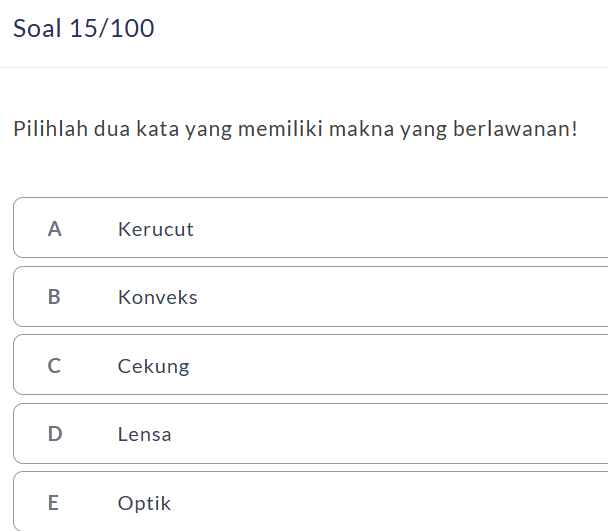 Soal 15/100
Pilihlah dua kata yang memiliki makna yang berlawanan!
A Kerucut
B Konveks
C Cekung
D Lensa
E Optik